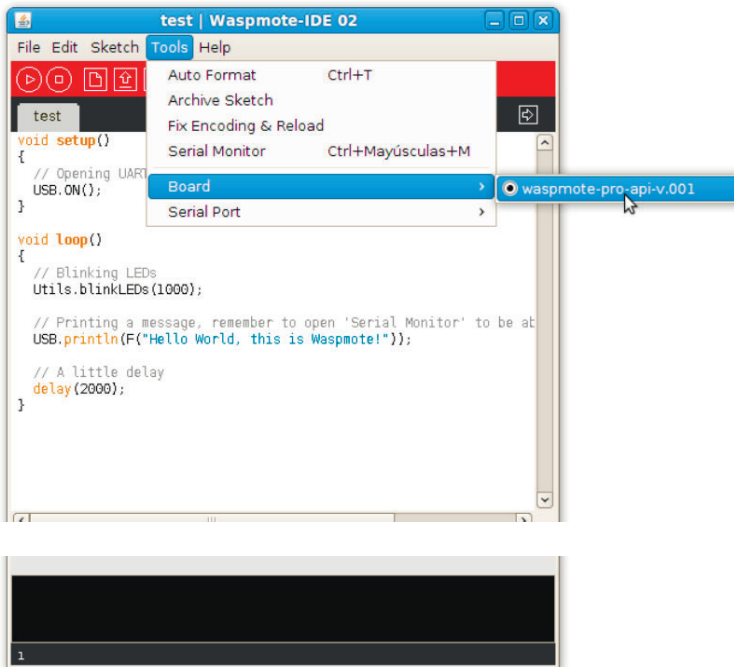 test | Waspmote-IDE 02
File Edit Sketch Tools Help
Auto Format Ctrl+T
Archive Sketch
Fix Encoding & Reload
Serial Monitor Ctrl+Mayúsculas+M
Board
Serial Port
waspmote-pro-api-v.001
test
void setup()
{
// Opening UART
USB.ON();
}
void loop()
{
// Blinking LEDs
Utils.blinkLEDs(1000);
// Printing a message, remember to open 'Serial Monitor' to be ab
USB.println(F("Hello World, this is Waspmote!"));
// A little delay
delay(2000);
}
1